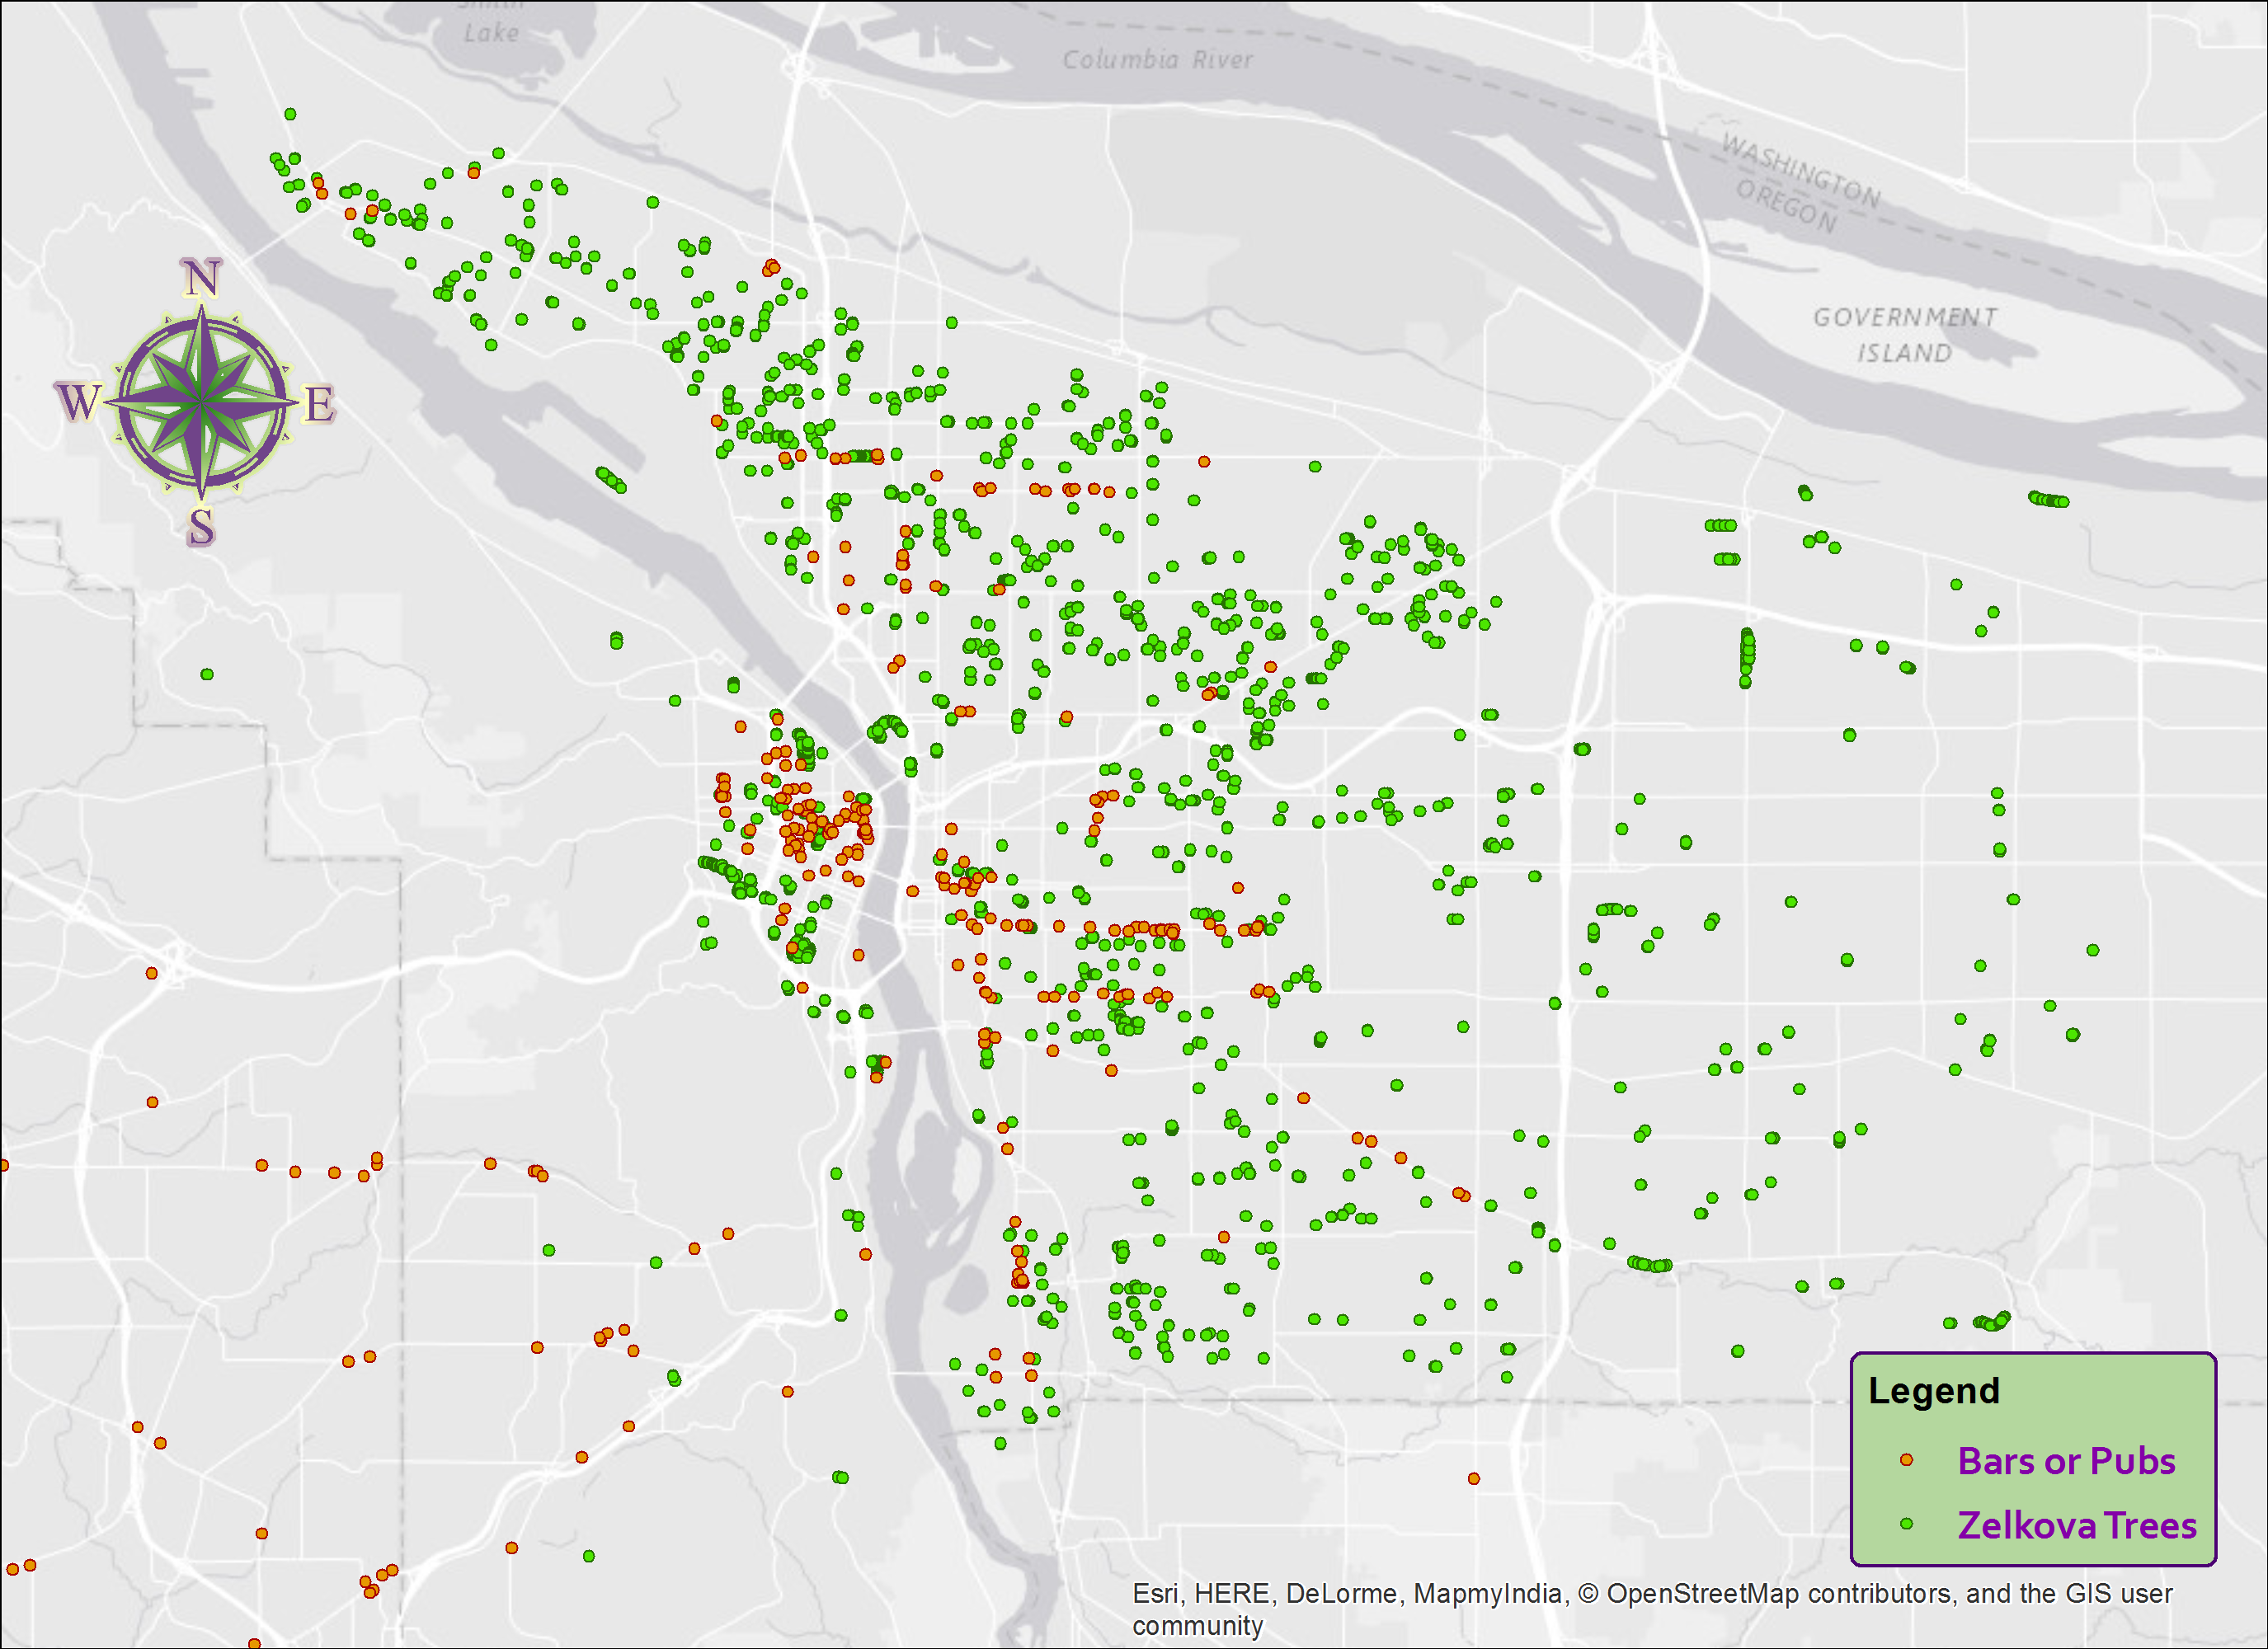 Smith
Lake
Columbia River
WASHINGTON
OREGON
GOVERNMENT
ISLAND
N
W E
S
Legend
Bars or Pubs
Zelkova Trees
Esri, HERE, DeLorme, MapmyIndia, © OpenStreetMap contributors, and the GIS user
community